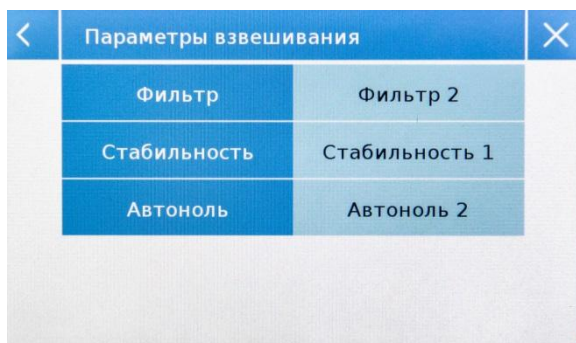 Параметры взвешивания
Фильтр Фильтр 2
Стабильность Стабильность 1
Автоноль Автоноль 2